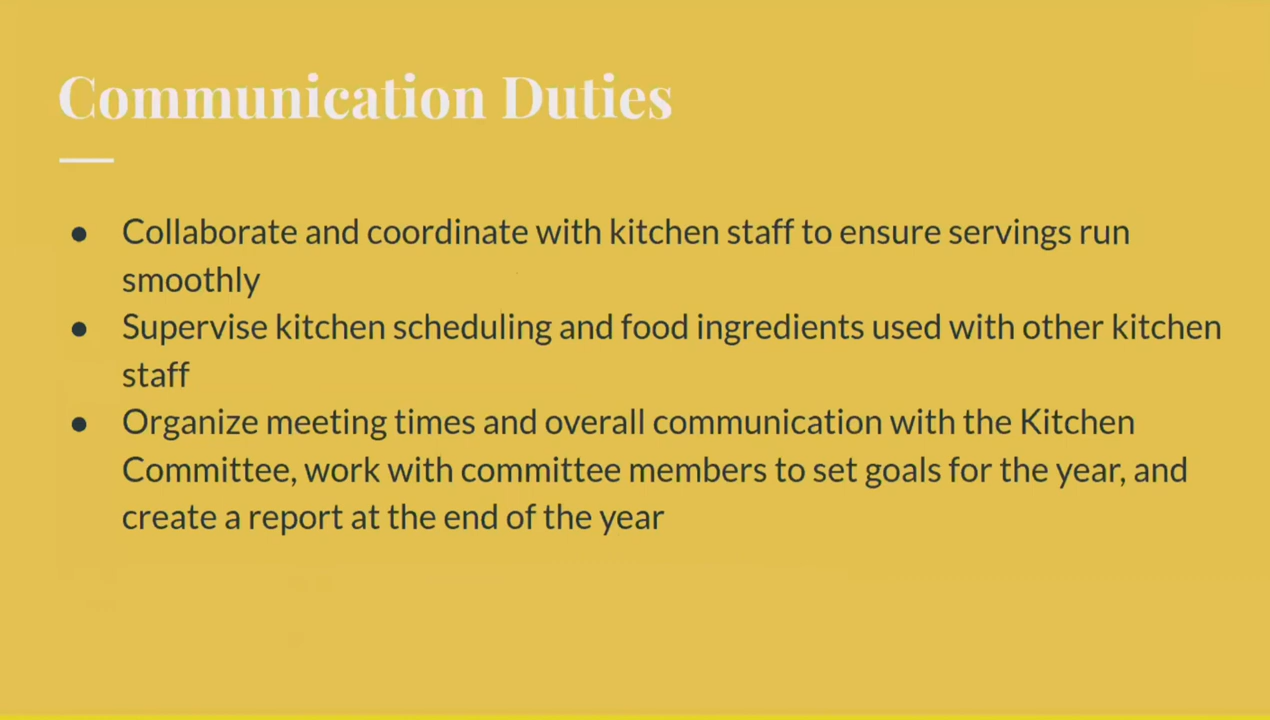 Communication Duties
● Collaborate and coordinate with kitchen staff to ensure servings run
smoothly
● Supervise kitchen scheduling and food ingredients used with other kitchen
staff
● Organize meeting times and overall communication with the Kitchen
Committee, work with committee members to set goals for the year, and
create a report at the end of the year